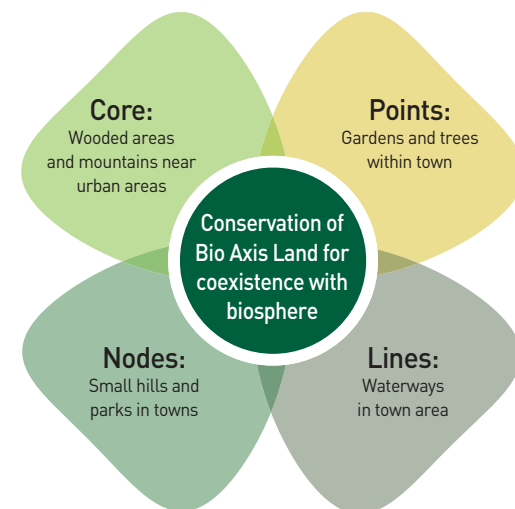 Core:
Wooded areas
and mountains near
urban areas
Points:
Gardens and trees
within town
Conservation of
Bio Axis Land for
coexistence with
biosphere
Nodes:
Small hills and
parks in towns
Lines:
Waterways
in town area